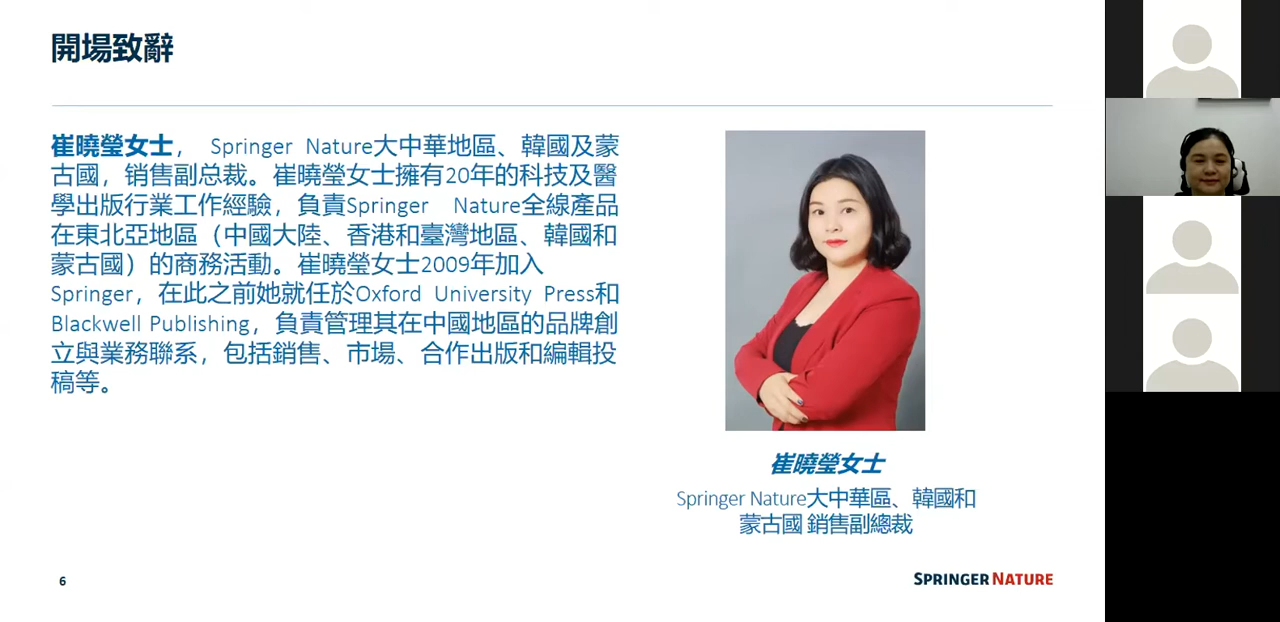 開場致辭
崔曉瑩女士， Springer Nature大中華地區、韓國及蒙
古國，销售副总裁。崔曉瑩女士擁有20年的科技及醫
學出版行業工作經驗，負責Springer Nature全線產品
在東北亞地區（中國大陸、香港和臺灣地區、韓國和
蒙古國）的商務活動。崔曉瑩女士2009年加入
Springer，在此之前她就任於Oxford University Press和
Blackwell Publishing，負責管理其在中國地區的品牌創
立與業務聯系，包括銷售、市場、合作出版和編輯投
稿等。
崔曉瑩女士
Springer Nature大中華區、韓國和
蒙古國 銷售副總裁
6
SPRINGER NATURE